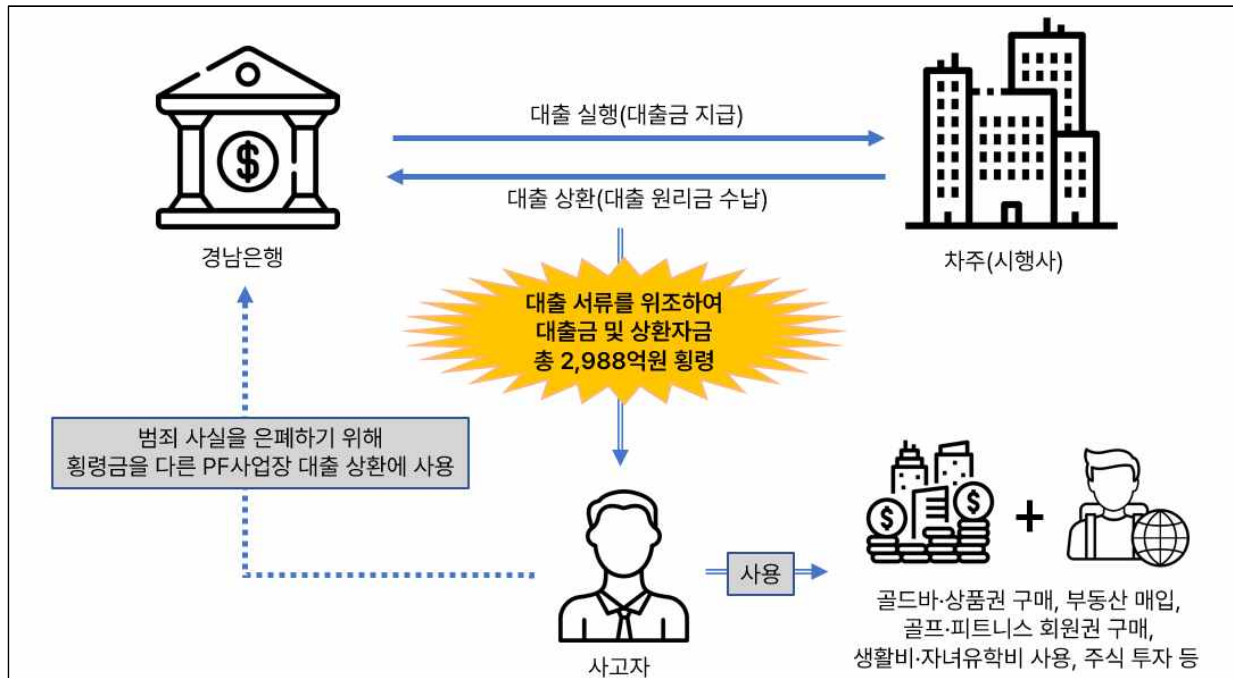 대출 실행(대출금 지급)
대출 상환(대출 원리금 수납)
경남은행
차주(시행사)
대출 서류를 위조하여
대출금 및 상환자금
총 2,988억원 횡령
범죄 사실을 은폐하기 위해
횡령금을 다른 PF사업장 대출 상환에 사용
사용
사고자
골드바·상품권 구매, 부동산 매입,
골프·피트니스 회원권 구매,
생활비·자녀유학비 사용, 주식 투자 등